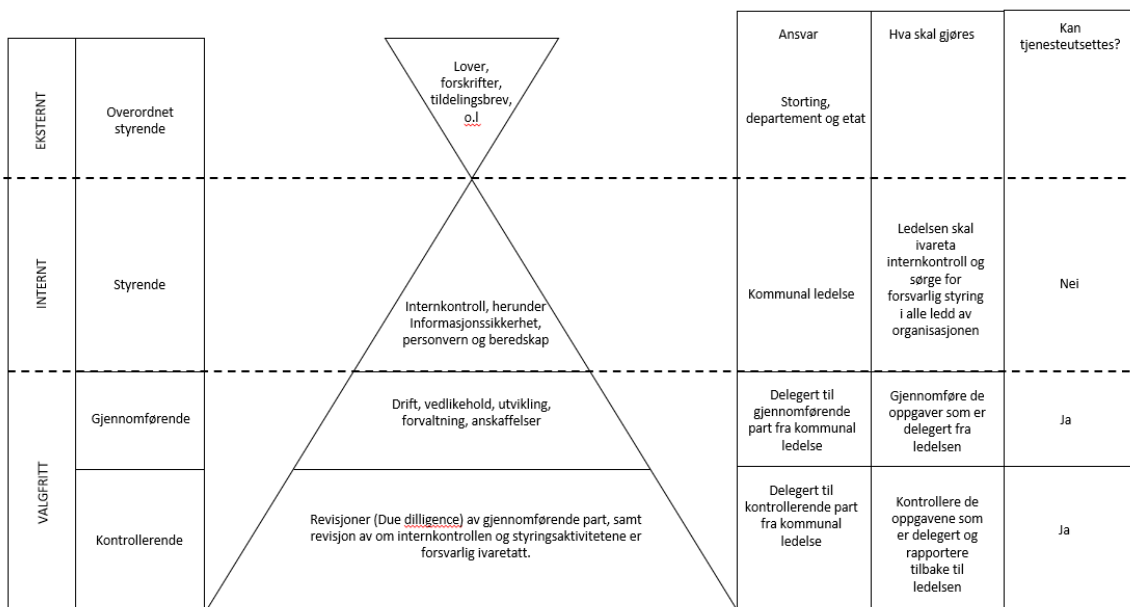 Ansvar
Hva skal gjøres
Kan
tjenesteutsettes?
EKSTERNT
Overordnet
styrende
Lover,
forskrifter,
tildelingsbrev,
o.l
Storting,
departement og etat
INTERNT
Styrende
Internkontroll, herunder
Informasjonssikkerhet,
personvern og beredskap
Kommunal ledelse
Ledelsen skal
ivareta
internkontroll og
sørge for
forsvarlig styring
i alle ledd av
organisasjonen
Nei
VALGFRITT
Gjennomførende
Drift, vedlikehold, utvikling,
forvaltning, anskaffelser
Delegert til
gjennomførende
part fra kommunal
ledelse
Gjennomføre de
oppgaver som er
delegert fra
ledelsen
Ja
Kontrollerende
Revisjoner (Due dilligence) av gjennomførende part, samt
revisjon av om internkontrollen og styringsaktivitetene er
forsvarlig ivaretatt.
Delegert til
kontrollerende part
fra kommunal
ledelse
Kontrollere de
oppgavene som
er delegert og
rapportere
tilbake til
ledelsen
Ja